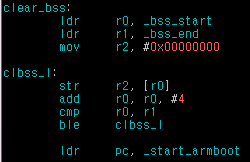 clear_bss:
ldr r0, _bss_start
ldr r1, _bss_end
mov r2, #0x00000000
clbss_l:
str r2, [r0]
add r0, r0, #4
cmp r0, r1
ble clbss_l
ldr pc, _start_armboot